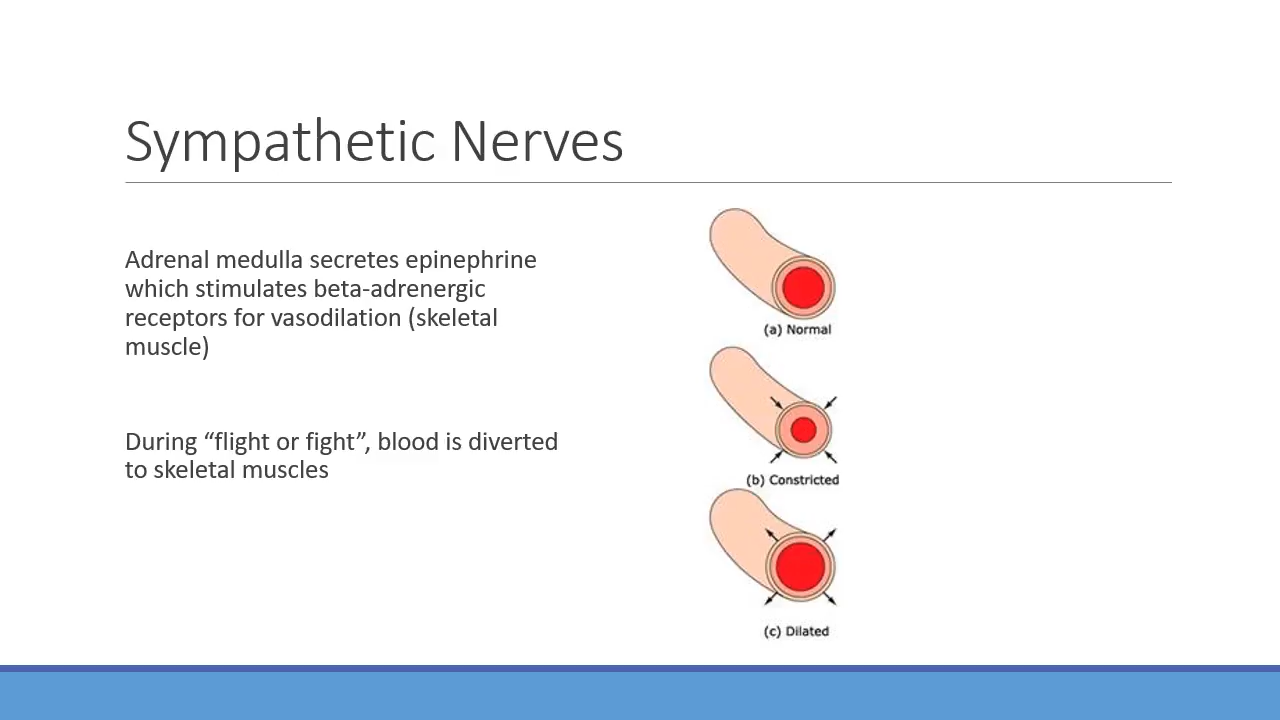 Sympathetic Nerves
Adrenal medulla secretes epinephrine
which stimulates beta-adrenergic
receptors for vasodilation (skeletal
muscle)
During “flight or fight”, blood is diverted
to skeletal muscles
(a) Normal
(b) Constricted
(c) Dilated